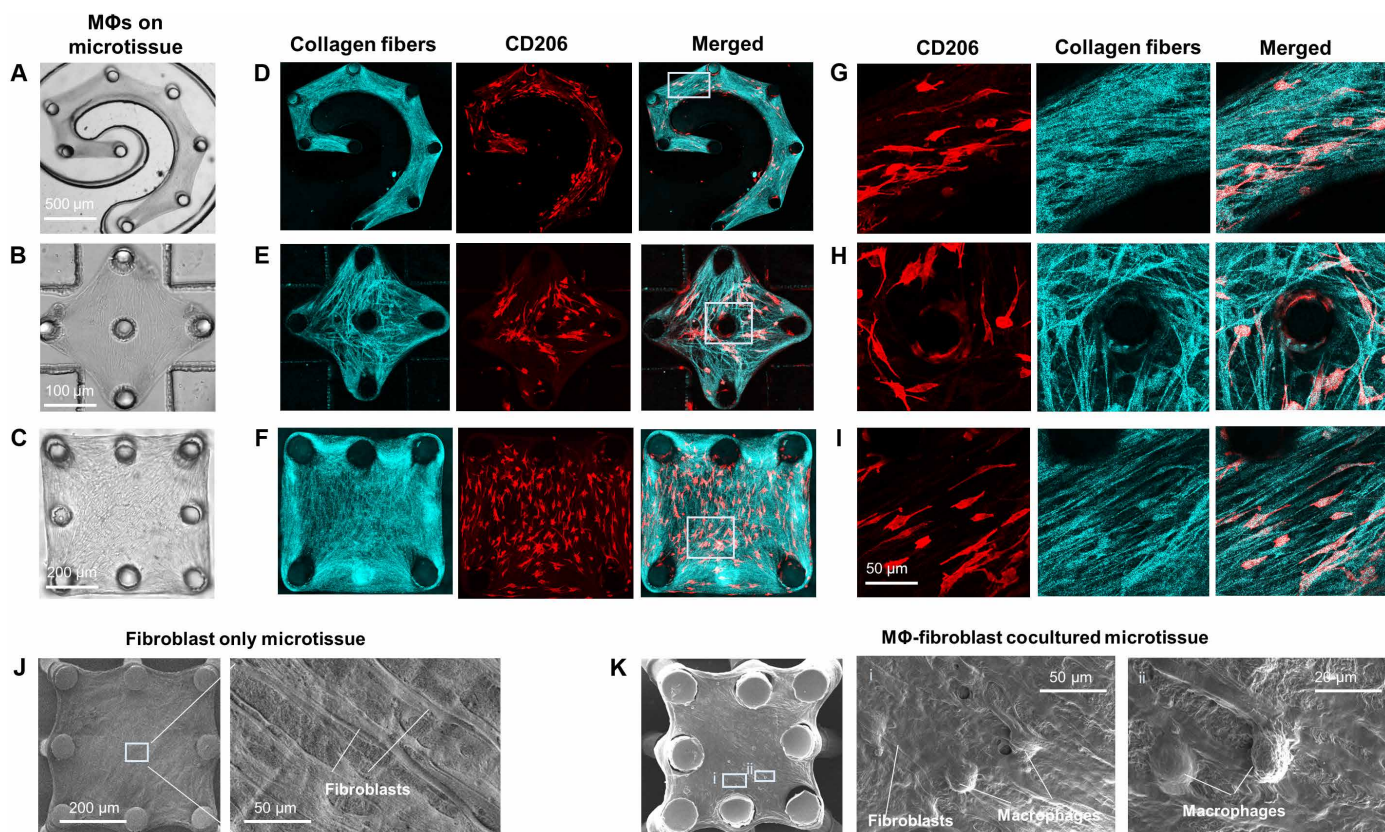 MΦs on
microtissue
Collagen fibers
CD206
Merged
CD206
Collagen fibers
Merged
A
500 µm
D
G
B
100 µm
E
H
C
200 µm
F
I
50 µm
Fibroblast only microtissue
MΦ-fibroblast cocultured microtissue
J
200 µm
Fibroblasts
50 µm
K
i
ii
i
50 µm
Fibroblasts
Macrophages
ii
20 µm
Macrophages